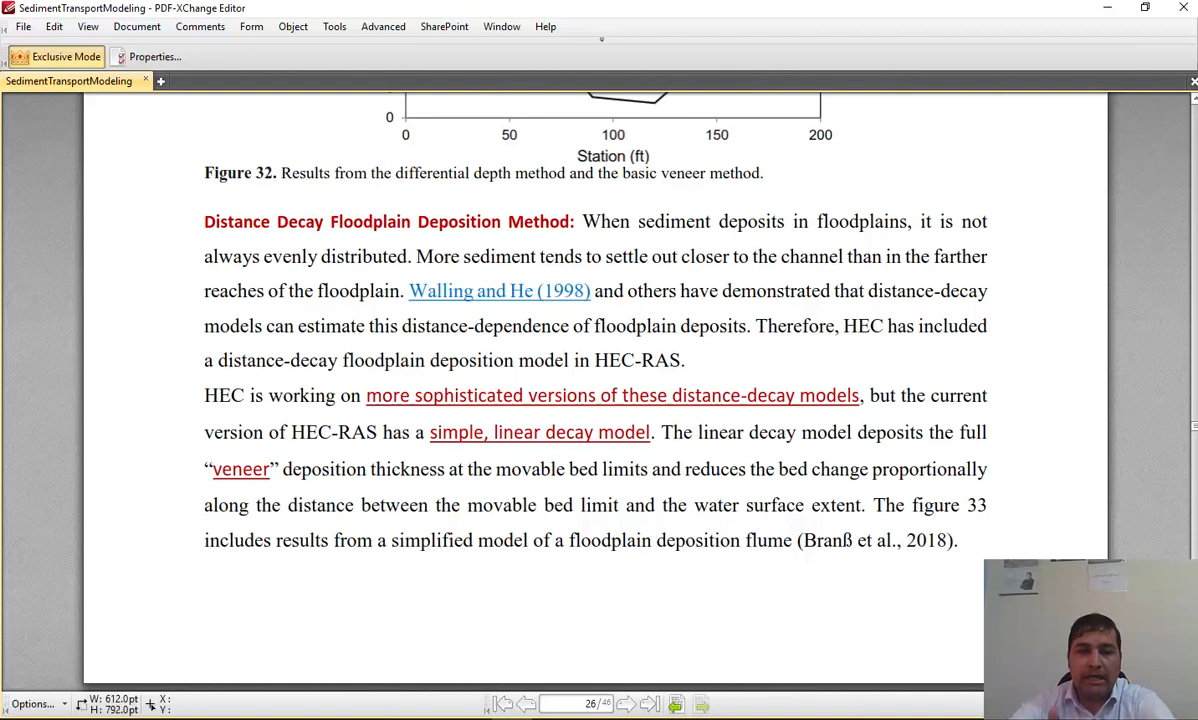 SedimentTransportModeling - PDF-XChange Editor
File Edit View Document Comments Form Object Tools Advanced SharePoint Window Help
Exclusive Mode Properties...
SedimentTransportModeling
0
0 50 100 150 200
Station (ft)
Figure 32. Results from the differential depth method and the basic veneer method.
Distance Decay Floodplain Deposition Method: When sediment deposits in floodplains, it is not
always evenly distributed. More sediment tends to settle out closer to the channel than in the farther
reaches of the floodplain. Walling and He (1998) and others have demonstrated that distance-decay
models can estimate this distance-dependence of floodplain deposits. Therefore, HEC has included
a distance-decay floodplain deposition model in HEC-RAS.
HEC is working on more sophisticated versions of these distance-decay models, but the current
version of HEC-RAS has a simple, linear decay model. The linear decay model deposits the full
“veneer” deposition thickness at the movable bed limits and reduces the bed change proportionally
along the distance between the movable bed limit and the water surface extent. The figure 33
includes results from a simplified model of a floodplain deposition flume (Branß et al., 2018).
Options... W: 612.0pt X:
H: 792.0pt Y:
26/46